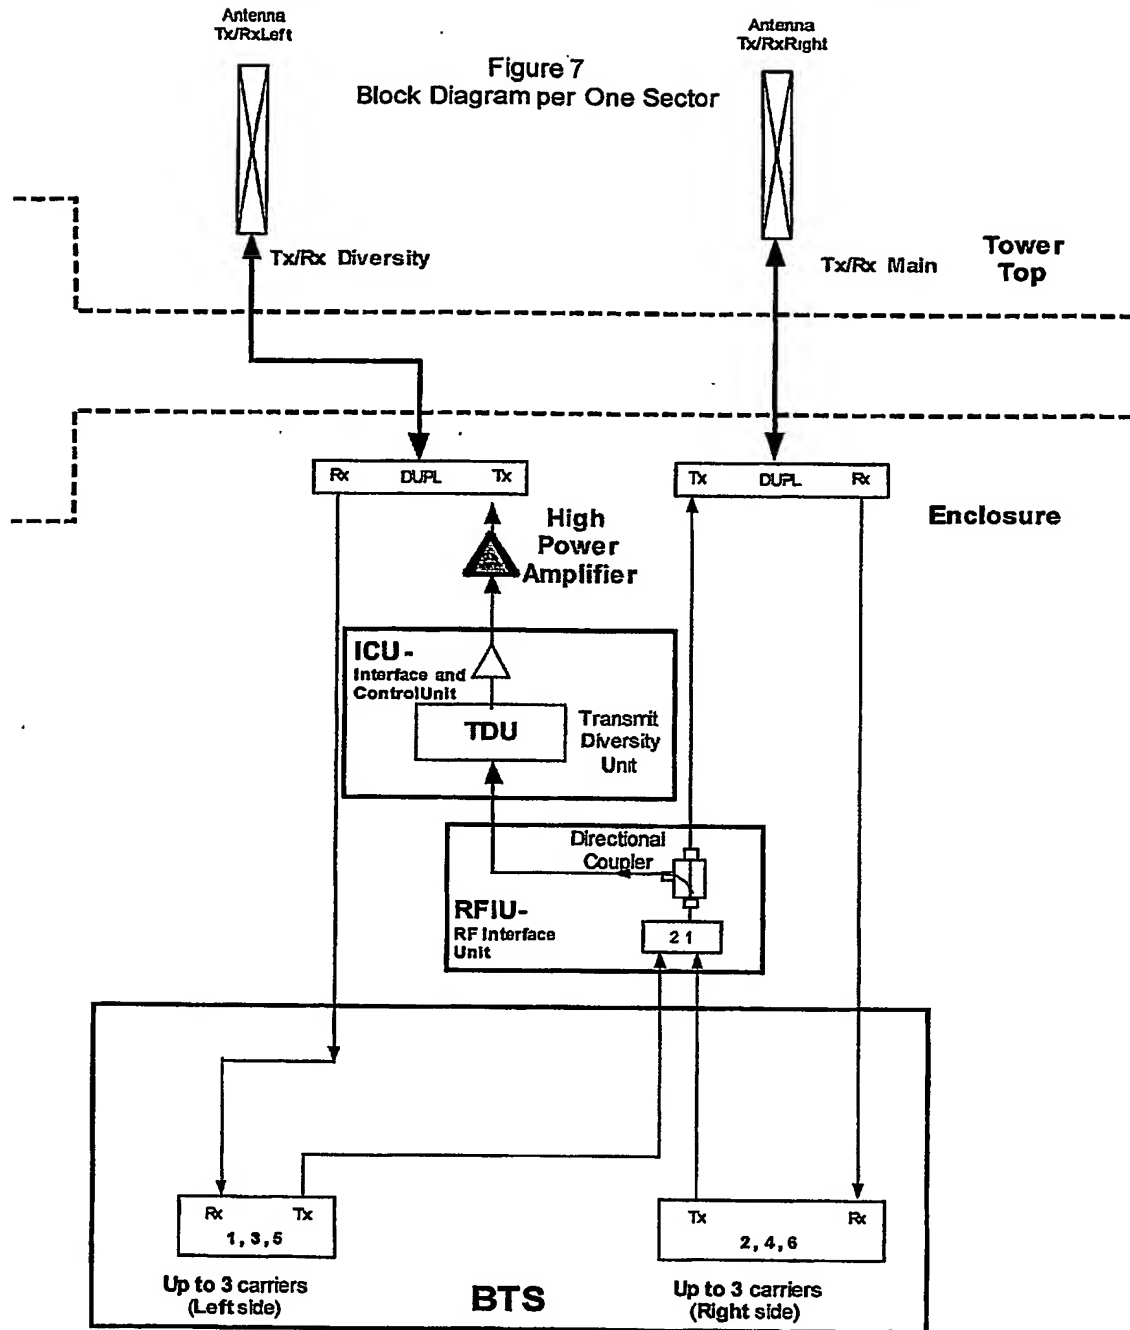 Antenna
Tx/RxLeft
Antenna
Tx/RxRight
Figure 7
Block Diagram per One Sector
Tx/Rx Diversity
Tx/Rx Main
Tower
Top
Rx DUPL Tx
Tx DUPL Rx
Enclosure
High
Power
Amplifier
ICU-
Interface and
ControlUnit
TDU
Transmit
Diversity
Unit
Directional
Coupler
RFIU-
RF Interface
Unit
2 1
Rx Tx
1, 3, 5
Tx Rx
2, 4, 6
Up to 3 carriers
(Left side)
BTS
Up to 3 carriers
(Right side)